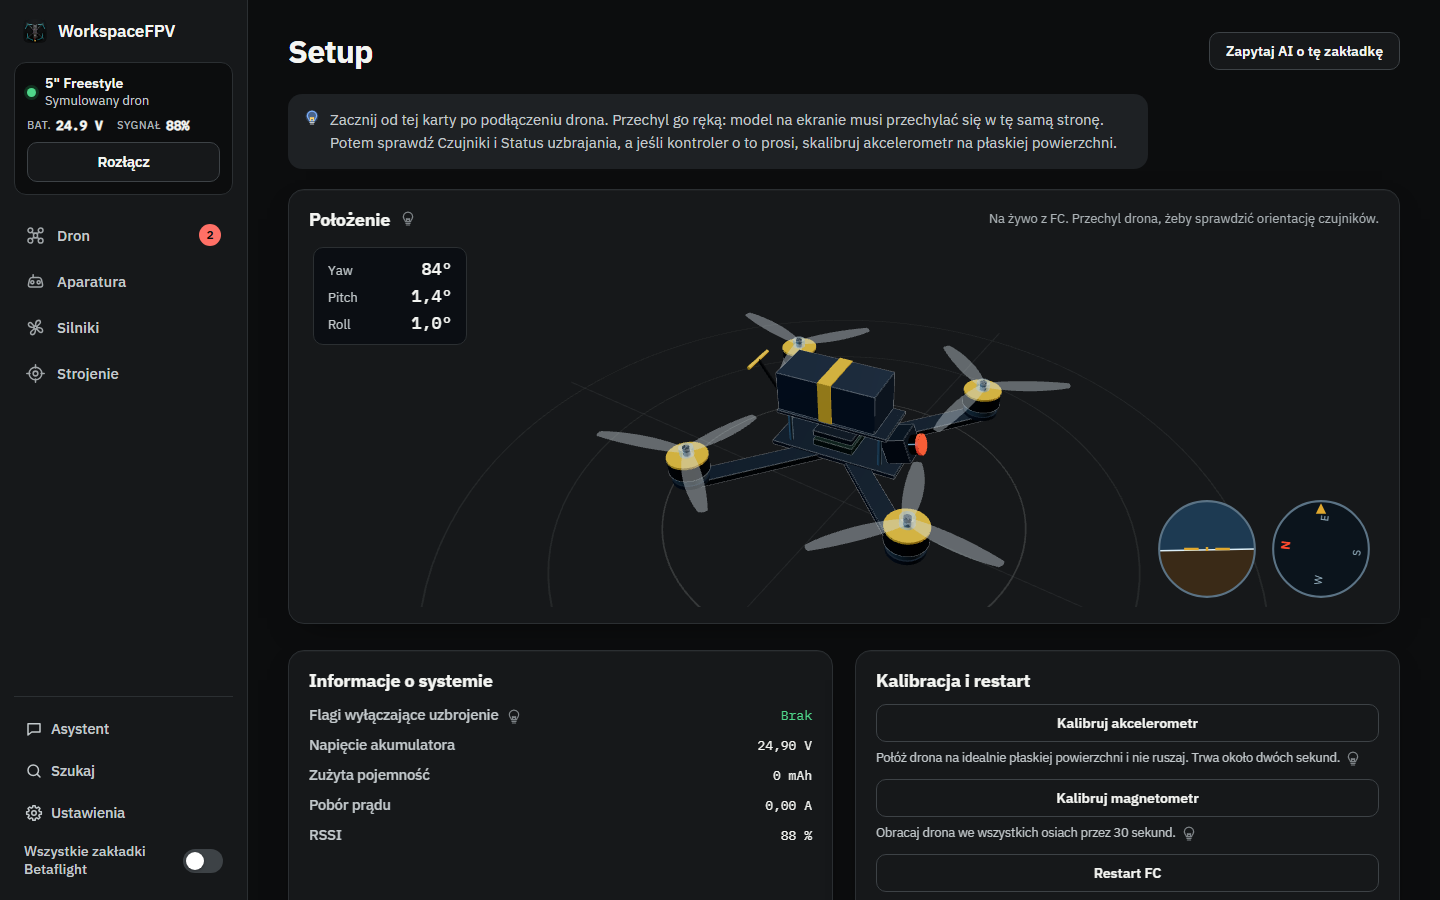 WorkspaceFPV
5" Freestyle
Symulowany dron
BAT. 24.9 V SYGNAŁ 88%
Rozłącz
Dron 2
Aparatura
Silniki
Strojenie
Asystent
Szukaj
Ustawienia
Wszystkie zakładki
Betaflight
Setup
Zapytaj AI o tę zakładkę
Zacznij od tej karty po podłączeniu drona. Przechyl go ręką: model na ekranie musi przechylać się w tę samą stronę.
Potem sprawdź Czujniki i Status uzbrajania, a jeśli kontroler o to prosi, skalibruj akcelerometr na płaskiej powierzchni.
Położenie
Na żywo z FC. Przechyl drona, żeby sprawdzić orientację czujników.
Yaw 84°
Pitch 1,4°
Roll 1,0°
E
N
S
W
Informacje o systemie
Flagi wyłączające uzbrojenie Brak
Napięcie akumulatora 24,90 V
Zużyta pojemność 0 mAh
Pobór prądu 0,00 A
RSSI 88 %
Kalibracja i restart
Kalibruj akcelerometr
Połóż drona na idealnie płaskiej powierzchni i nie ruszaj. Trwa około dwóch sekund.
Kalibruj magnetometr
Obracaj drona we wszystkich osiach przez 30 sekund.
Restart FC